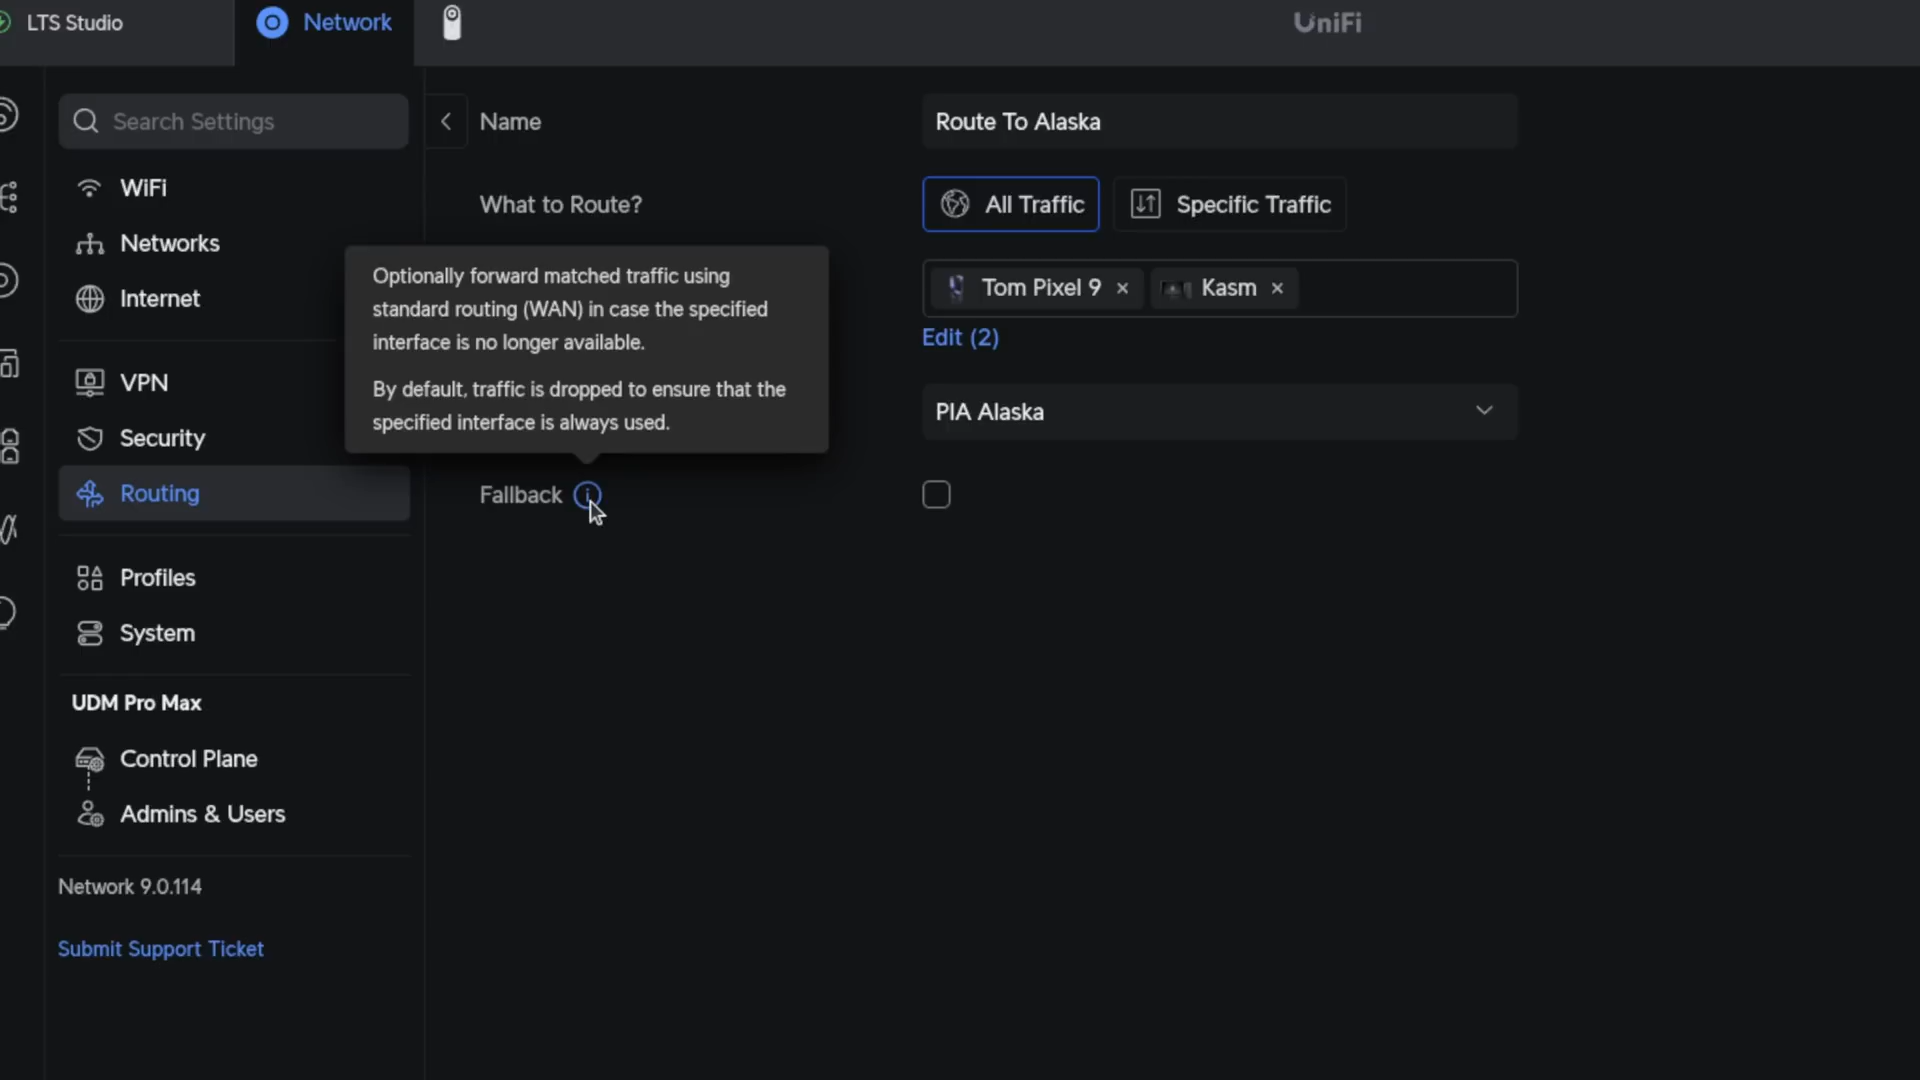 LTS Studio
Network
UniFi
Search Settings
WiFi
Networks
Internet
VPN
Security
Routing
Profiles
System
UDM Pro Max
Control Plane
Admins & Users
Network 9.0.114
Submit Support Ticket
Name
Route To Alaska
What to Route?
All Traffic
Specific Traffic
Tom Pixel 9 ×
Kasm ×
Edit (2)
Optionally forward matched traffic using
standard routing (WAN) in case the specified
interface is no longer available.
By default, traffic is dropped to ensure that the
specified interface is always used.
PIA Alaska
Fallback